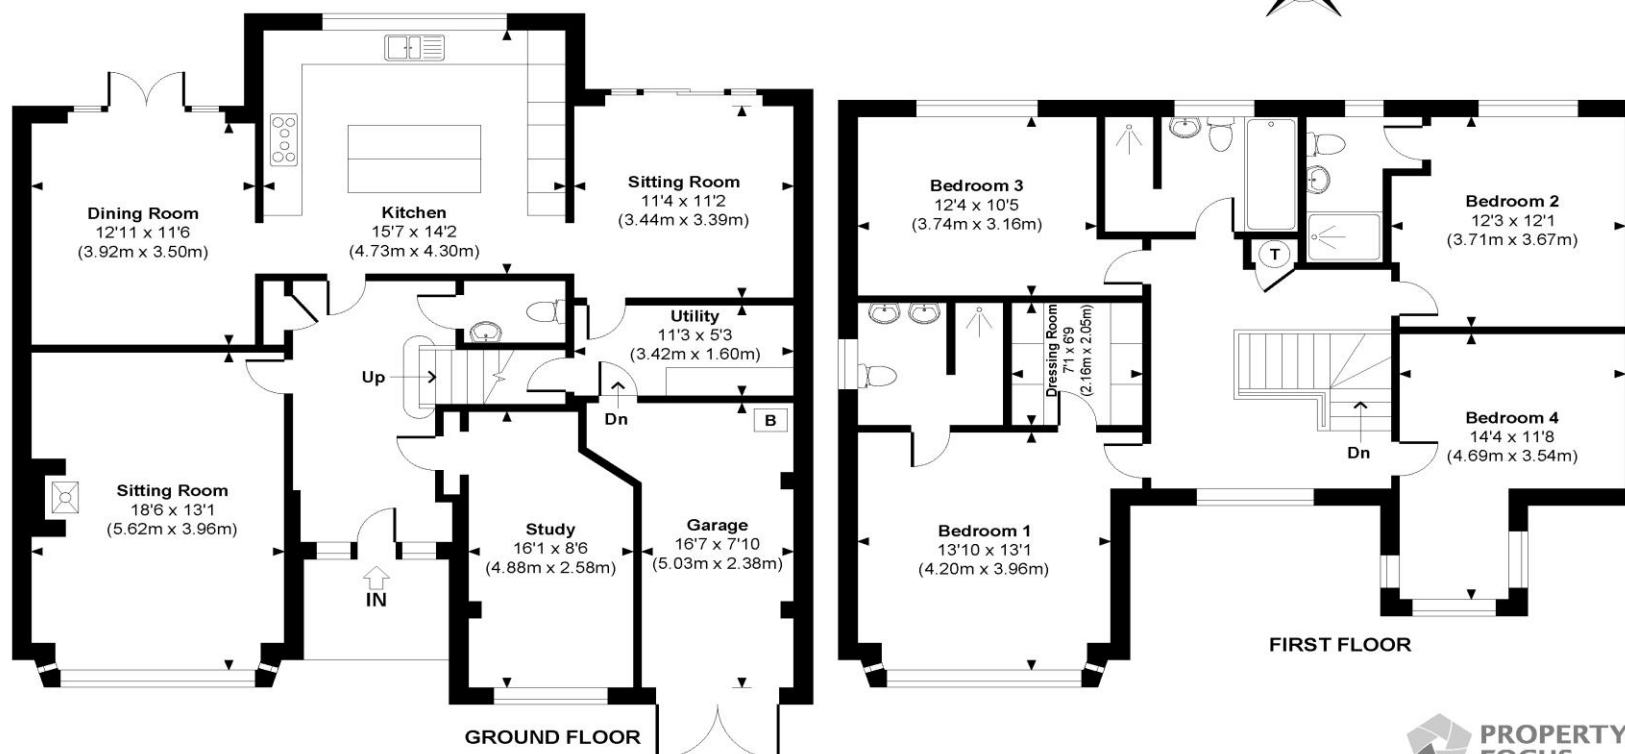 Dining Room
12'11 x 11'6
(3.92m x 3.50m)
Kitchen
15'7 x 14'2
(4.73m x 4.30m)
Sitting Room
11'4 x 11'2
(3.44m x 3.39m)
Utility
11'3 x 5'3
(3.42m x 1.60m)
Up
Dn
B
Sitting Room
18'6 x 13'1
(5.62m x 3.96m)
Study
16'1 x 8'6
(4.88m x 2.58m)
Garage
16'7 x 7'10
(5.03m x 2.38m)
IN
GROUND FLOOR
Bedroom 3
12'4 x 10'5
(3.74m x 3.16m)
Bedroom 2
12'3 x 12'1
(3.71m x 3.67m)
T
Dressing Room
7'1 x 6'9
(2.16m x 2.05m)
Dn
Bedroom 4
14'4 x 11'8
(4.69m x 3.54m)
Bedroom 1
13'10 x 13'1
(4.20m x 3.96m)
FIRST FLOOR
PROPERTY
FOCUS